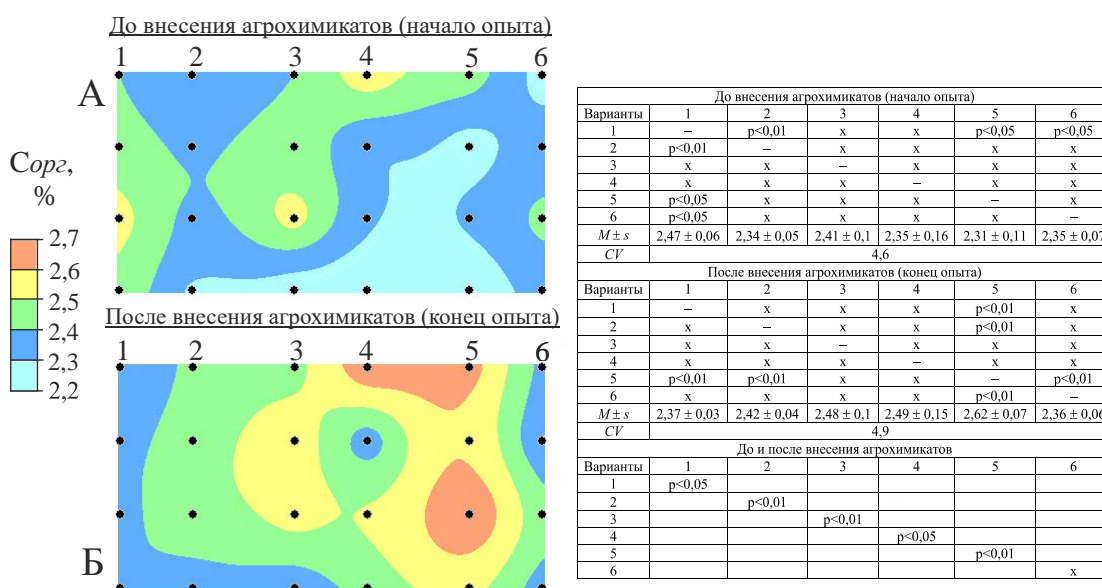 До внесения агрохимикатов (начало опыта)
1 2 3 4 5 6
А
Сорг,
%
2,7
2,6
2,5
2,4
2,3
2,2
После внесения агрохимикатов (конец опыта)
1 2 3 4 5 6
Б
До внесения агрохимикатов (начало опыта)
Варианты 1 2 3 4 5 6
1 – p<0,01 x x p<0,05 p<0,05
2 p<0,01 – x x x x
3 x x – x x x
4 x x x – x x
5 p<0,05 x x x – x
6 p<0,05 x x x x –
M ± s 2,47 ± 0,06 2,34 ± 0,05 2,41 ± 0,1 2,35 ± 0,16 2,31 ± 0,11 2,35 ± 0,07
CV 4,6
После внесения агрохимикатов (конец опыта)
Варианты 1 2 3 4 5 6
1 – x x x p<0,01 x
2 x – x x p<0,01 x
3 x x – x x x
4 x x x – x x
5 p<0,01 p<0,01 x x – p<0,01
6 x x x x p<0,01 –
M ± s 2,37 ± 0,03 2,42 ± 0,04 2,48 ± 0,1 2,49 ± 0,15 2,62 ± 0,07 2,36 ± 0,06
CV 4,9
До и после внесения агрохимикатов
Варианты 1 2 3 4 5 6
1 p<0,05
2 p<0,01
3 p<0,01
4 p<0,05
5 p<0,01
6 x